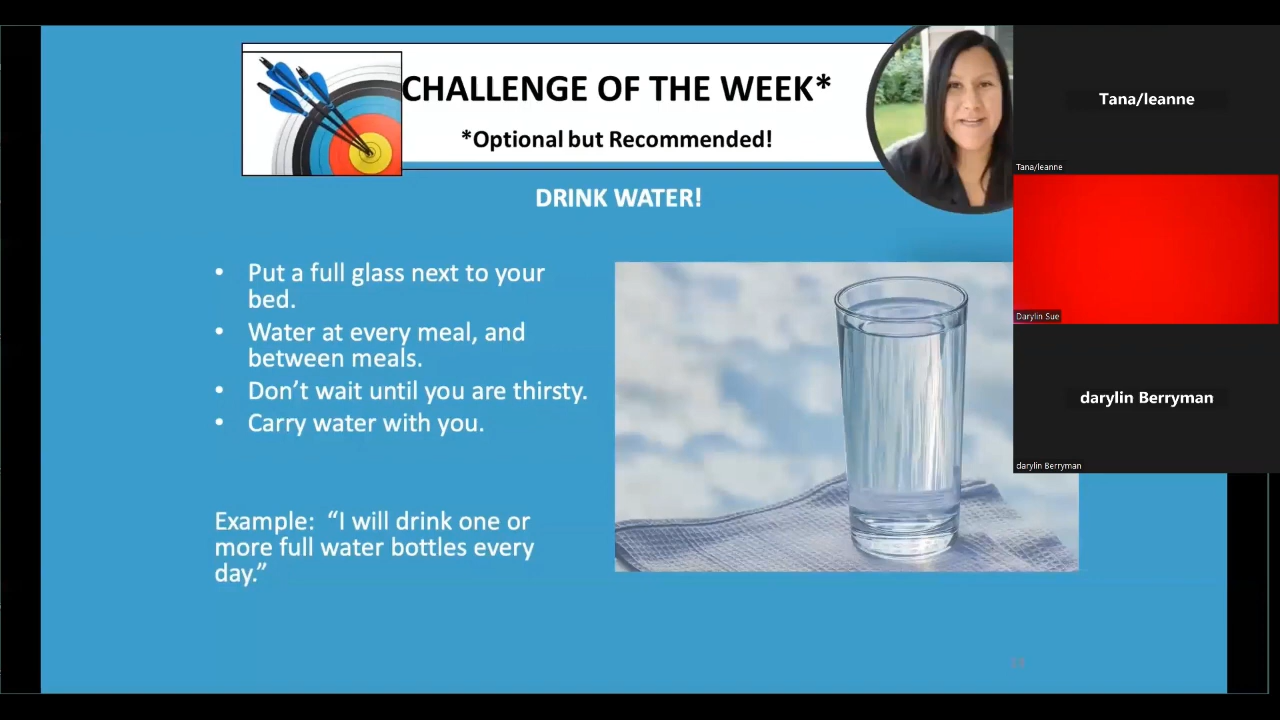 CHALLENGE OF THE WEEK*
*Optional but Recommended!
DRINK WATER!
• Put a full glass next to your
bed.
• Water at every meal, and
between meals.
• Don’t wait until you are thirsty.
• Carry water with you.
Example: “I will drink one or
more full water bottles every
day.”
Tana/leanne
Tana/leanne
Darylin Sue
darylin Berryman
darylin Berryman